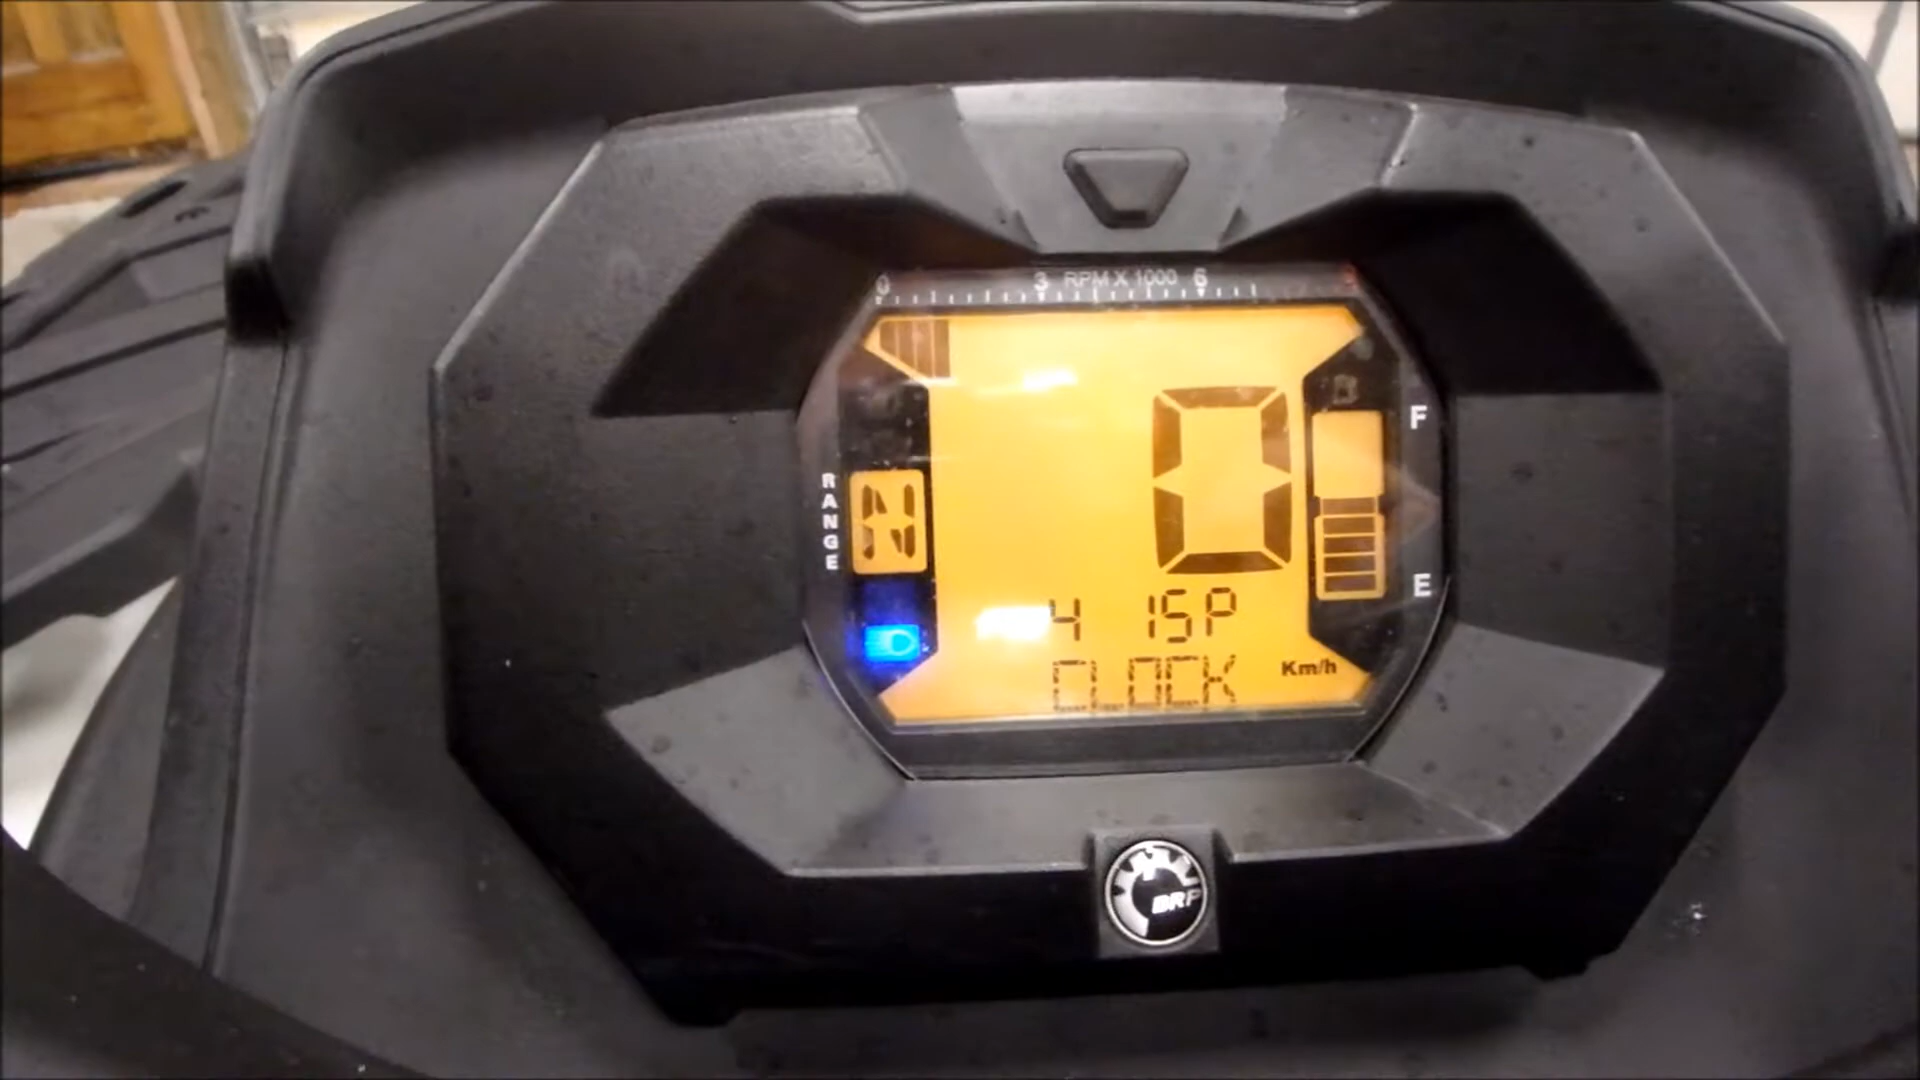 0 3 RPM X 1000 6
F
0
RANGE
N
E
4 15P
CLOCK Km/h
BRP